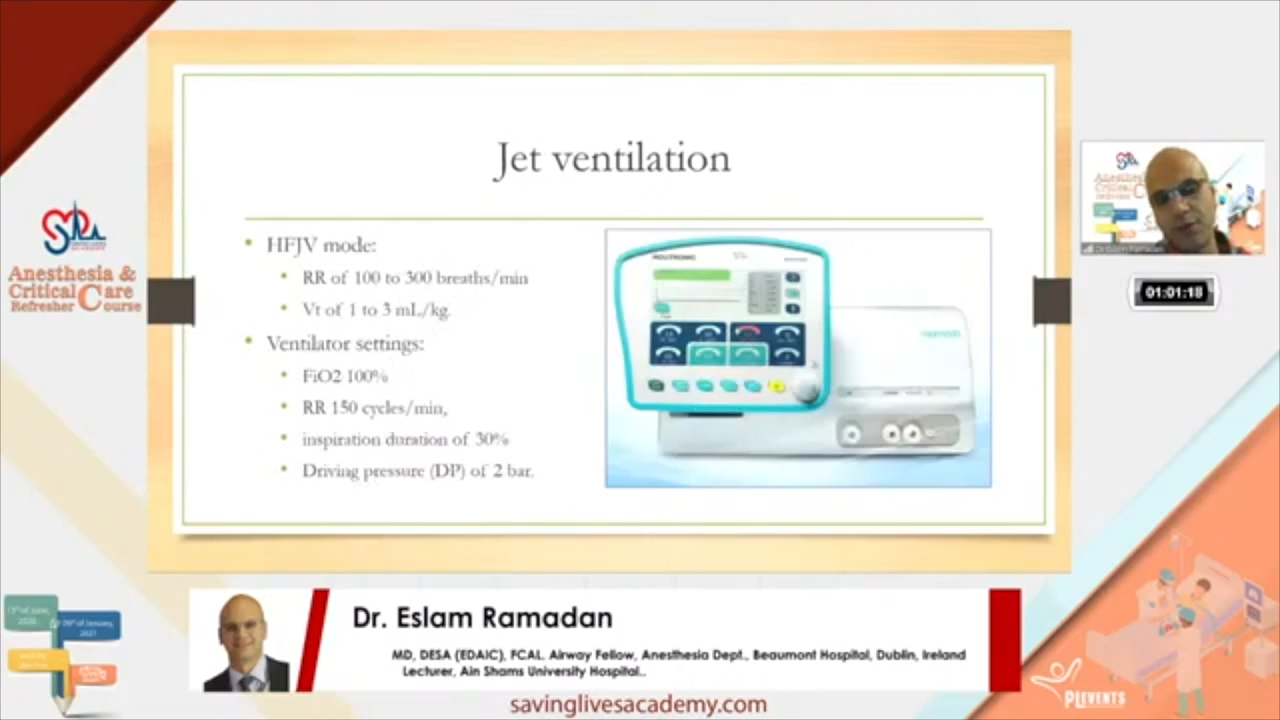 Jet ventilation
• HFJV mode:
• RR of 100 to 300 breaths/min
• Vt of 1 to 3 mL/kg.
• Ventilator settings:
• FiO2 100%
• RR 150 cycles/min,
• inspiration duration of 30%
• Driving pressure (DP) of 2 bar.
Anesthesia &
Critical Care
Refresher Course
01:01:18
Dr. Eslam Ramadan
MD, DESA (EDAIC), FCAI, Airway Fellow, Anesthesia Dept., Beaumont Hospital, Dublin, Ireland
Lecturer, Ain Shams University Hospital..
savinglivesacademy.com
PLEVENTS